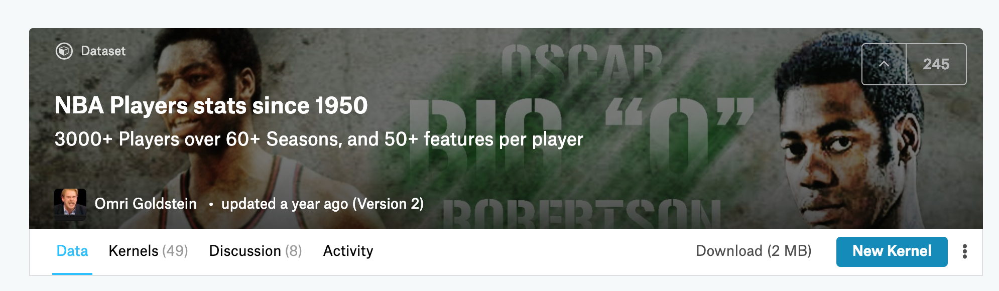 Dataset
245
OSCAR
NBA Players stats since 1950
BIG “O”
3000+ Players over 60+ Seasons, and 50+ features per player
Omri Goldstein • updated a year ago (Version 2)
ROBERTSON
Data Kernels (49) Discussion (8) Activity Download (2 MB) New Kernel